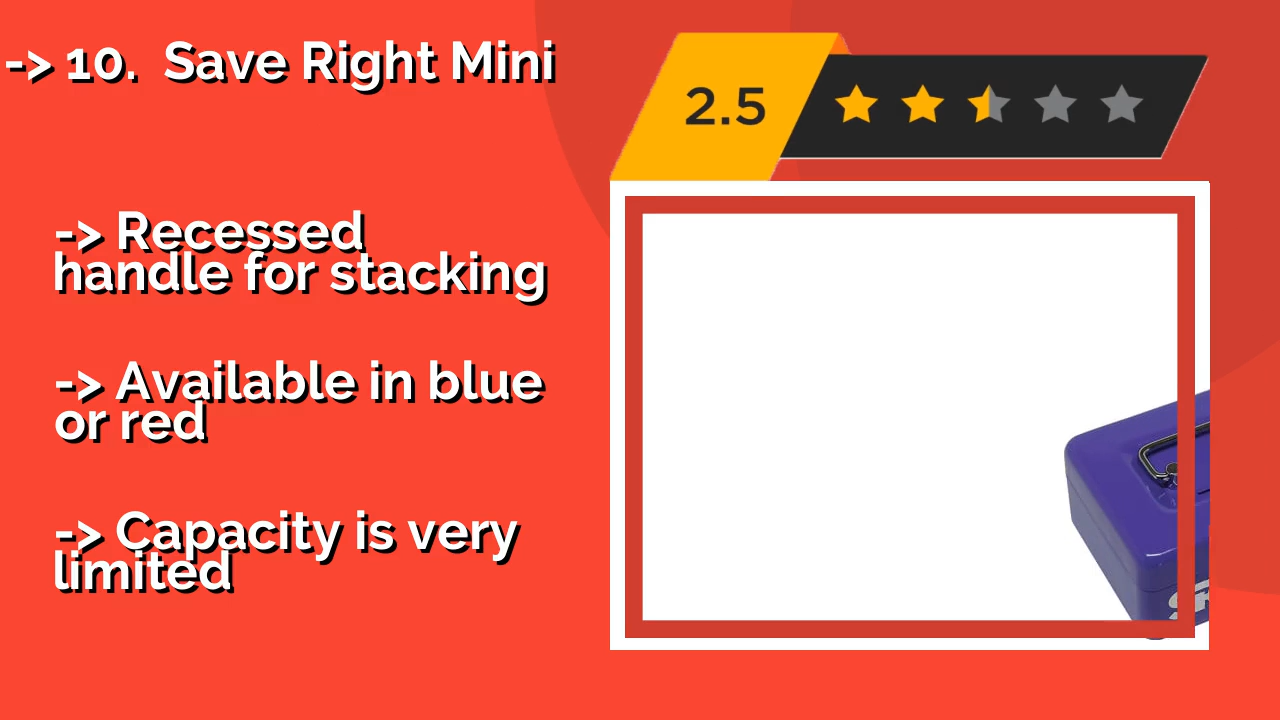 -> 10.  Save Right Mini
2.5
-> Recessed
handle for stacking
-> Available in blue
or red
-> Capacity is very
limited